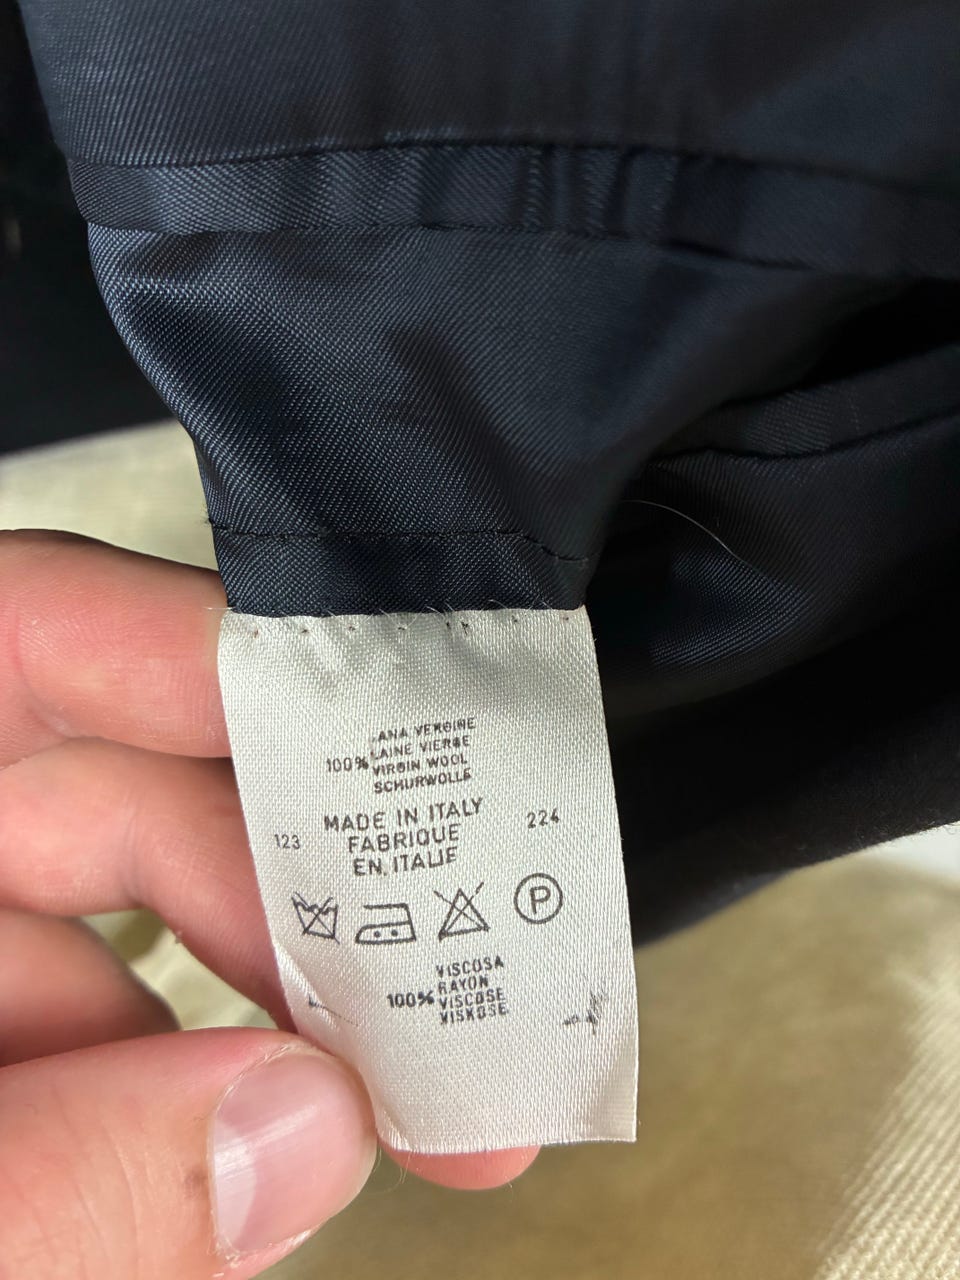 LANA VERGINE
LAINE VIERGE
100% VIRGIN WOOL
SCHURWOLLE
MADE IN ITALY
123 FABRIQUE 224
EN ITALIE
P
VISCOSA
RAYON
100% VISCOSE
VISKOSE